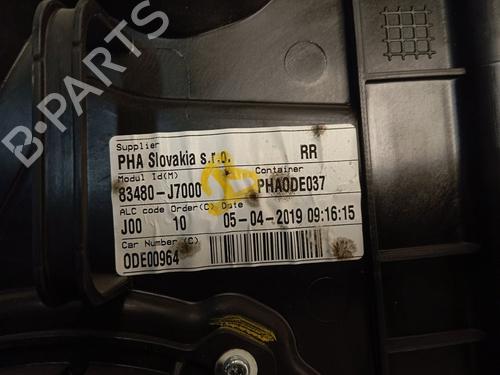 B-PARTS
Supplier
PHA Slovakia s.r.o. RR
Modul Id(M) Container
83480-J7000 PHAODE037
ALC code Order(C) Date
J00 10 05-04-2019 09:16:15
Car Number (C)
ODE00964